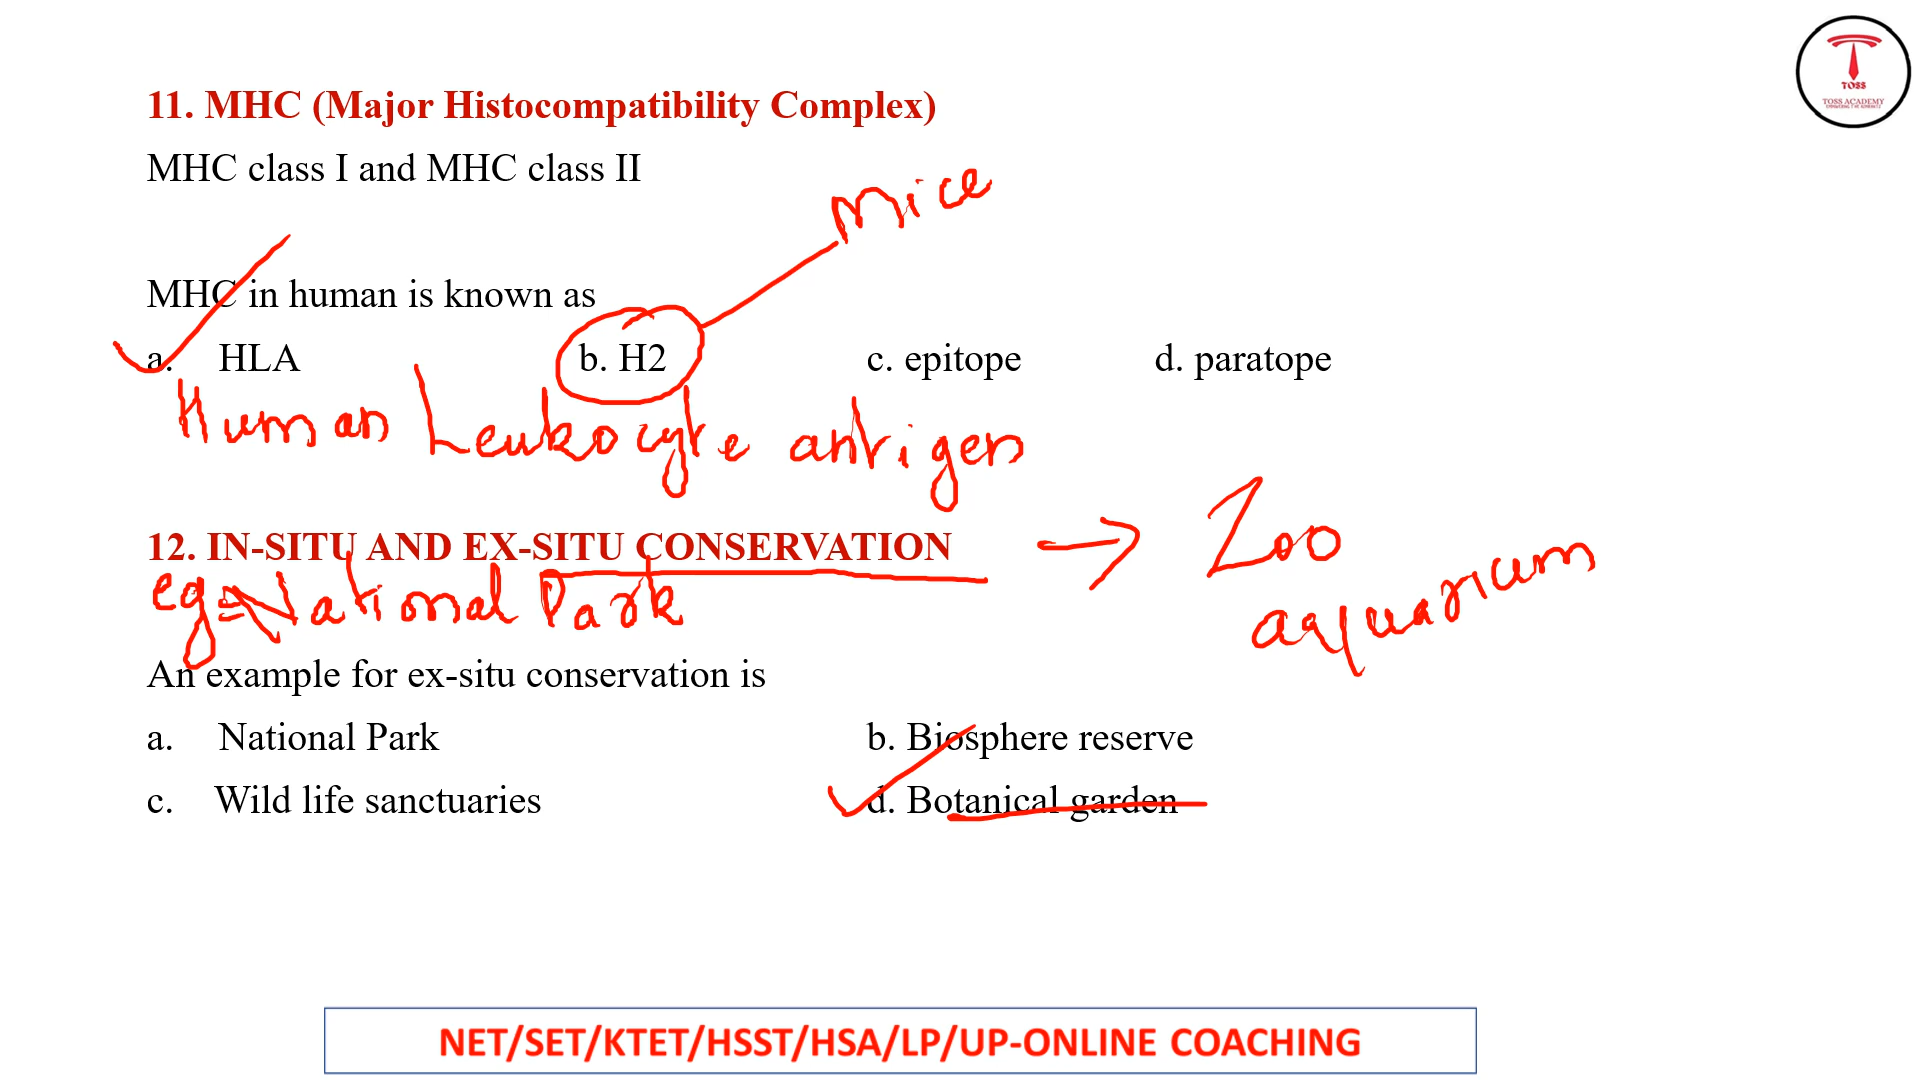 TOSS
TOSS ACADEMY
11. MHC (Major Histocompatibility Complex)
MHC class I and MHC class II
Mice
MHC in human is known as
a. HLA b. H2 c. epitope d. paratope
Human Leukocyte antigen
12. IN-SITU AND EX-SITU CONSERVATION → Zoo
aquarium
eg= National Park
An example for ex-situ conservation is
a. National Park b. Biosphere reserve
c. Wild life sanctuaries d. Botanical garden
NET/SET/KTET/HSST/HSA/LP/UP-ONLINE COACHING